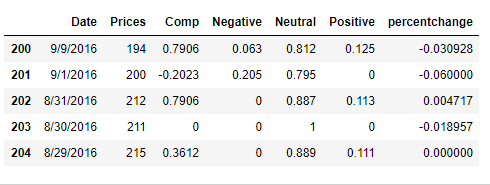 Date Prices Comp Negative Neutral Positive percentchange
200 9/9/2016 194 0.7906 0.063 0.812 0.125 -0.030928
201 9/1/2016 200 -0.2023 0.205 0.795 0 -0.060000
202 8/31/2016 212 0.7906 0 0.887 0.113 0.004717
203 8/30/2016 211 0 0 1 0 -0.018957
204 8/29/2016 215 0.3612 0 0.889 0.111 0.000000